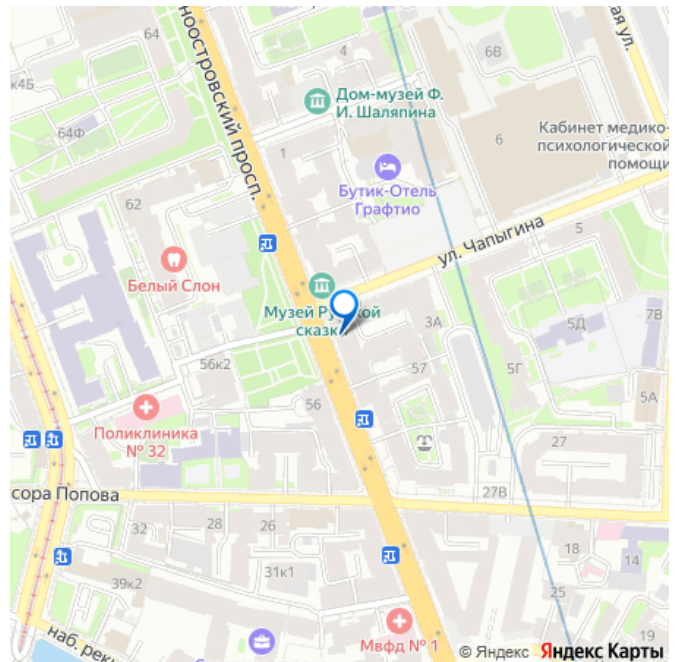 64
к4Б
ноостровский просп.
4
6В
ая ул.
Дом-музей Ф.
И. Шаляпина
64Ф
1
6
Кабинет медико-
психологической
помощи
Бутик-Отель
Графтио
62
ул. Чапыгина
5
Белый Слон
Музей Русской
сказки
3А
5Д
7В
56к2
57
5Г
5А
56
Поликлиника
№ 32
27
сора Попова
27В
32
28
26
18
14
31к1
39к2
25
наб. рек
Мвфд № 1
© Яндекс Яндекс Карты